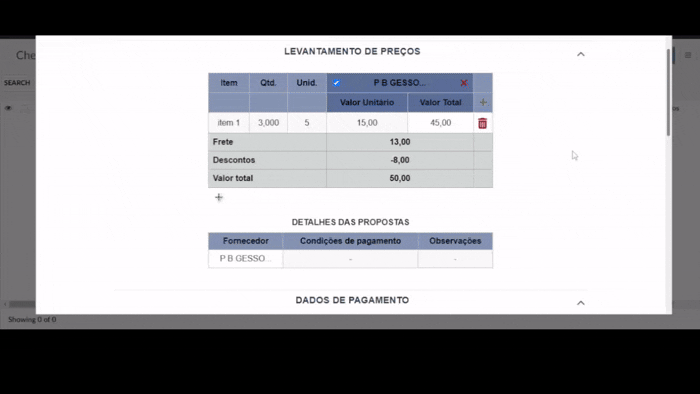 LEVANTAMENTO DE PREÇOS
Che
SEARCH
Item Qtd. Unid. P B GESSO...
Valor Unitário Valor Total
item 1 3,000 5 15,00 45,00
Frete 13,00
Descontos -8,00
Valor total 50,00
DETALHES DAS PROPOSTAS
Fornecedor Condições de pagamento Observações
P B GESSO... - -
DADOS DE PAGAMENTO
Showing 0 of 0